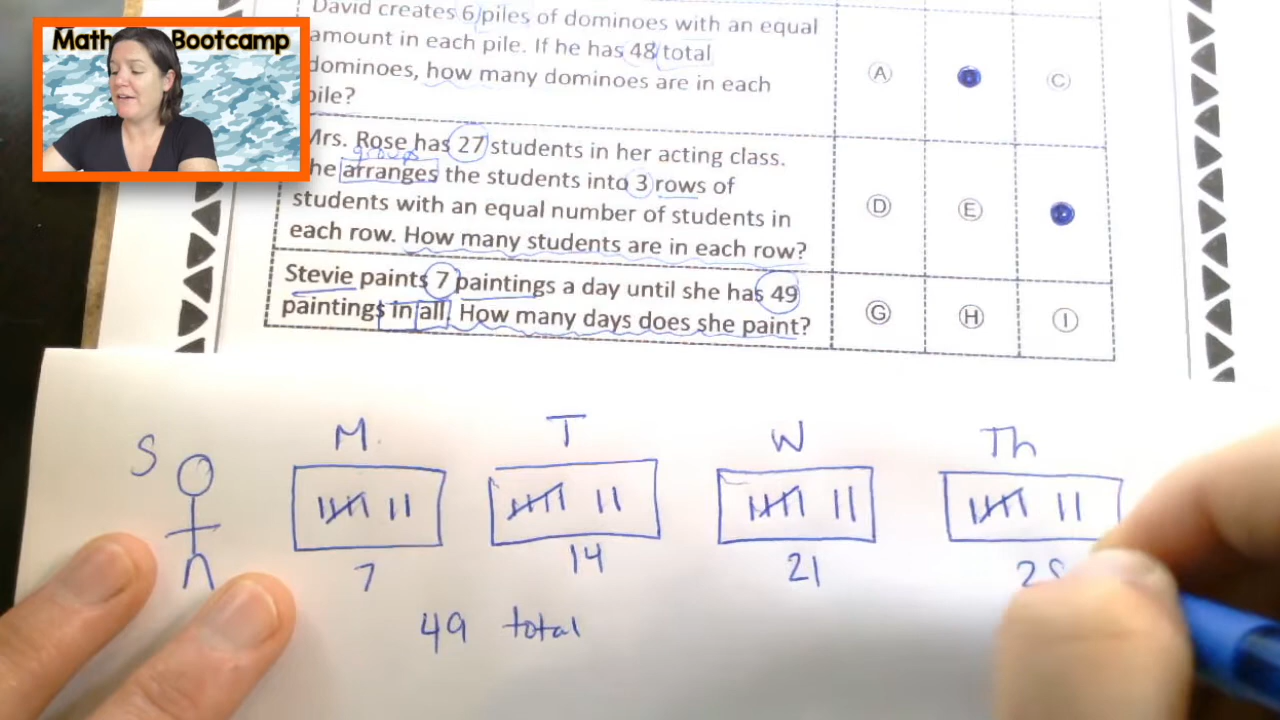 Math Bootcamp
David creates 6 piles of dominoes with an equal
amount in each pile. If he has 48 total
dominoes, how many dominoes are in each
pile?
A C
Mrs. Rose has 27 students in her acting class.
groups
he arranges the students into 3 rows of
students with an equal number of students in
each row. How many students are in each row?
D E
Stevie paints 7 paintings a day until she has 49
paintings in all. How many days does she paint?
G H I
S M T W Th
7 14 21
49 total